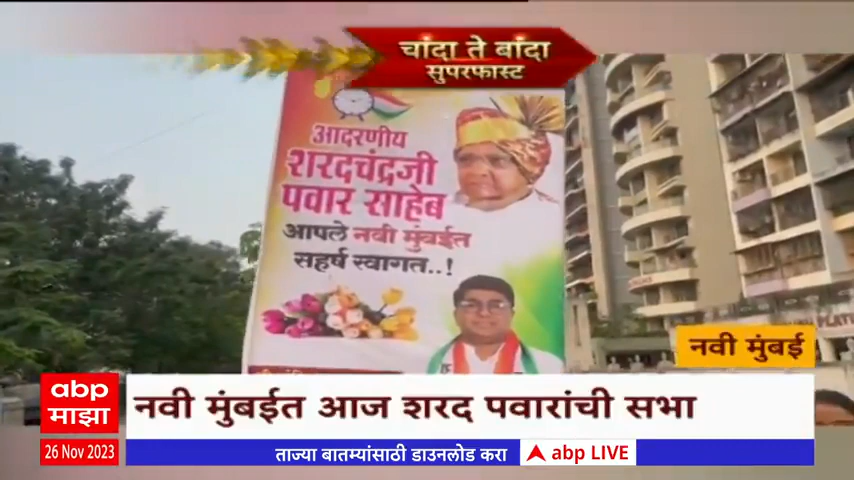 चांदा ते बांदा
सुपरफास्ट
आदरणीय
शरदचंद्रजी
पवार साहेब
आपले नवी मुंबईत
सहर्ष स्वागत..!
नवी मुंबई
abp
माझा
नवी मुंबईत आज शरद पवारांची सभा
26 Nov 2023
ताज्या बातम्यांसाठी डाउनलोड करा
abp LIVE